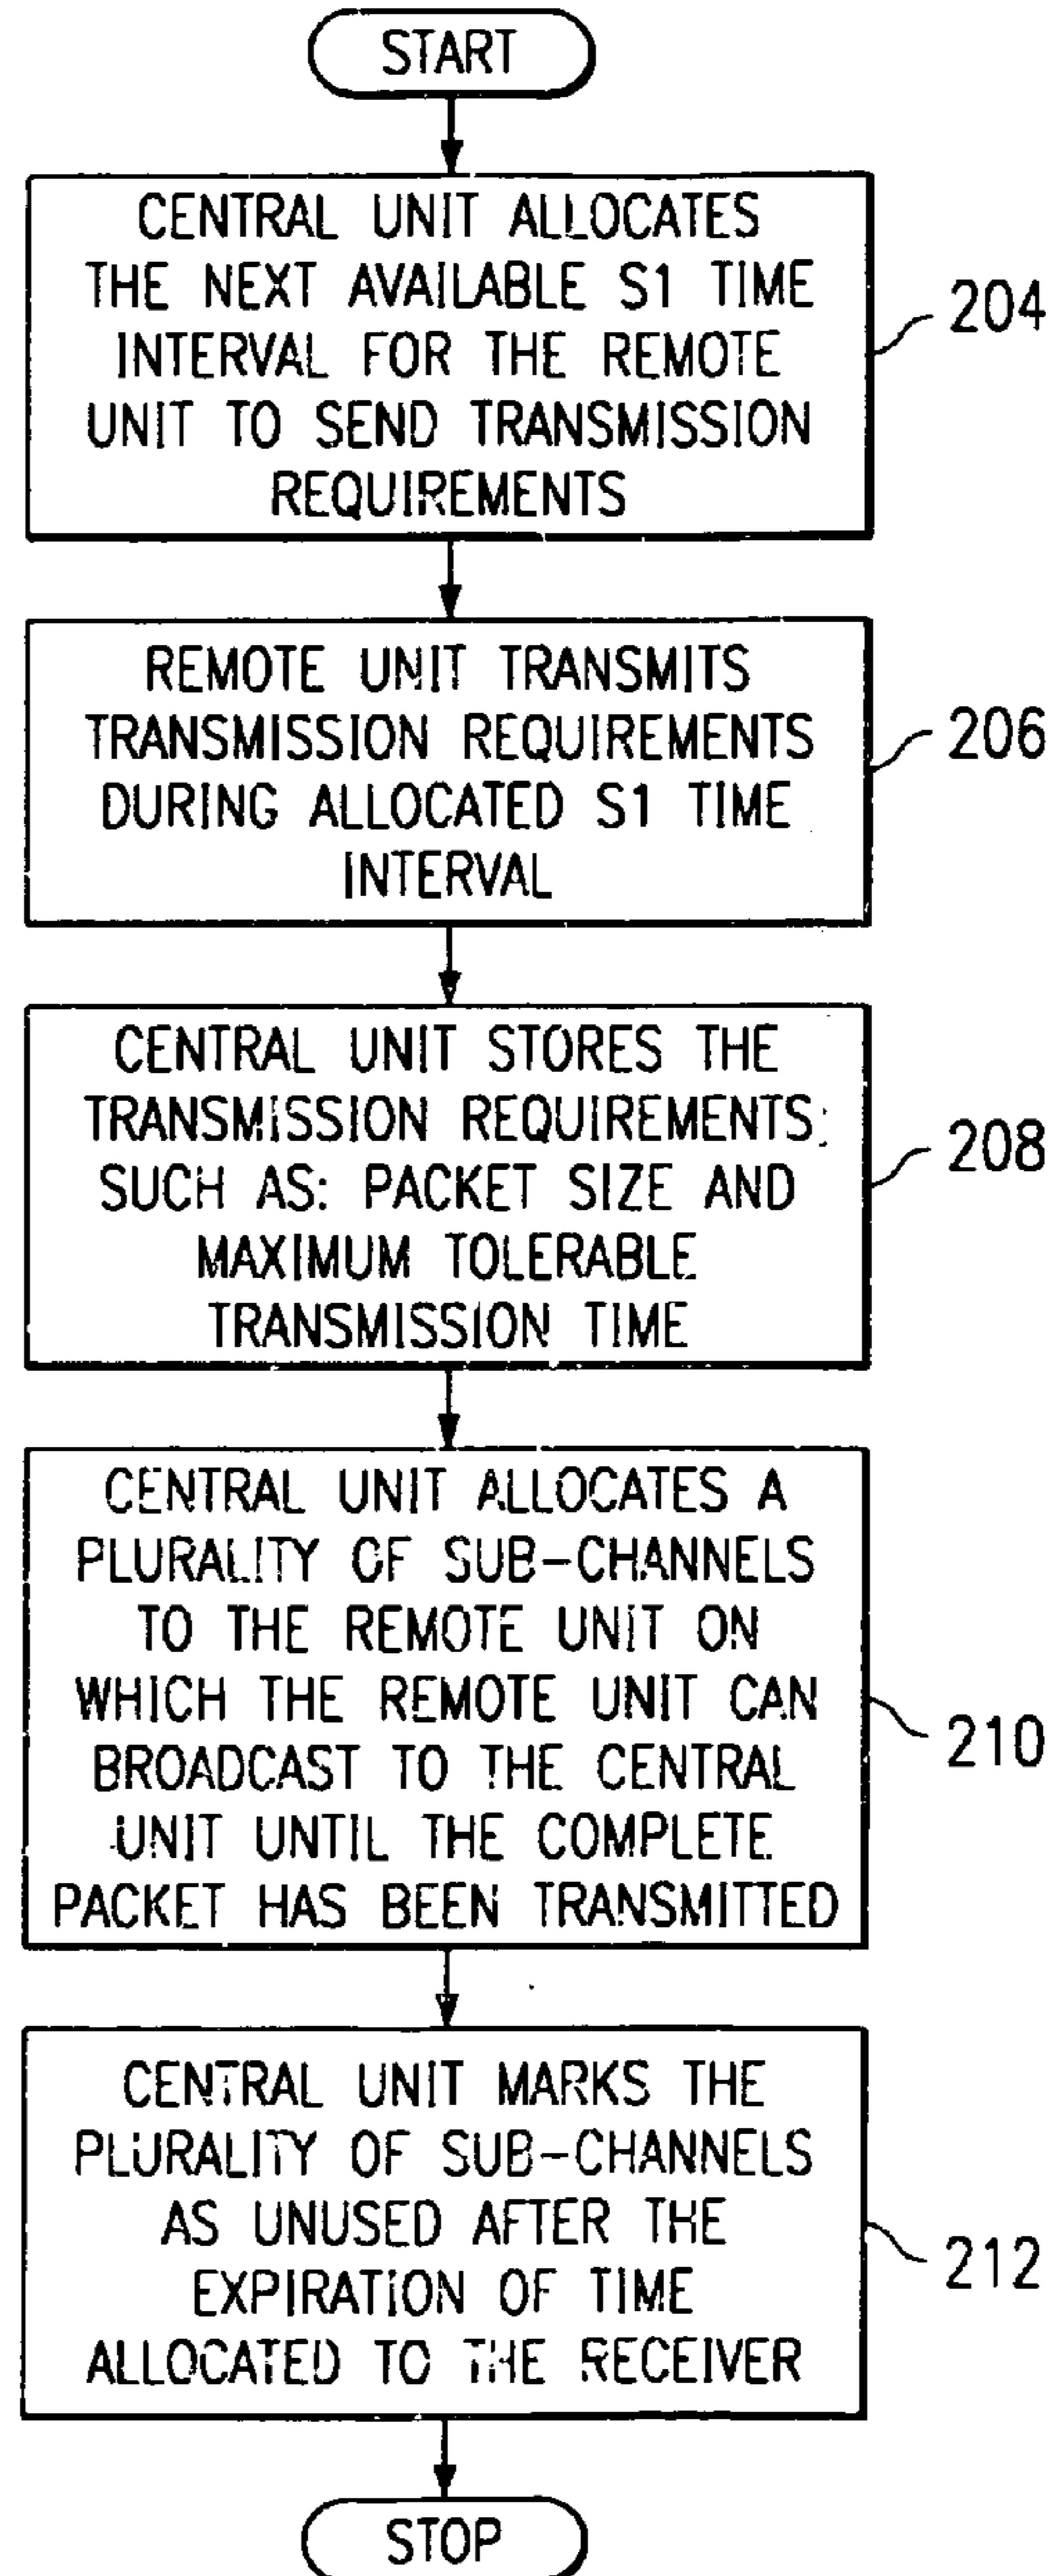 START
CENTRAL UNIT ALLOCATES
THE NEXT AVAILABLE S1 TIME
INTERVAL FOR THE REMOTE
UNIT TO SEND TRANSMISSION
REQUIREMENTS
204
REMOTE UNIT TRANSMITS
TRANSMISSION REQUIREMENTS
DURING ALLOCATED S1 TIME
INTERVAL
206
CENTRAL UNIT STORES THE
TRANSMISSION REQUIREMENTS;
SUCH AS: PACKET SIZE AND
MAXIMUM TOLERABLE
TRANSMISSION TIME
208
CENTRAL UNIT ALLOCATES A
PLURALITY OF SUB-CHANNELS
TO THE REMOTE UNIT ON
WHICH THE REMOTE UNIT CAN
BROADCAST TO THE CENTRAL
UNIT UNTIL THE COMPLETE
PACKET HAS BEEN TRANSMITTED
210
CENTRAL UNIT MARKS THE
PLURALITY OF SUB-CHANNELS
AS UNUSED AFTER THE
EXPIRATION OF TIME
ALLOCATED TO THE RECEIVER
212
STOP